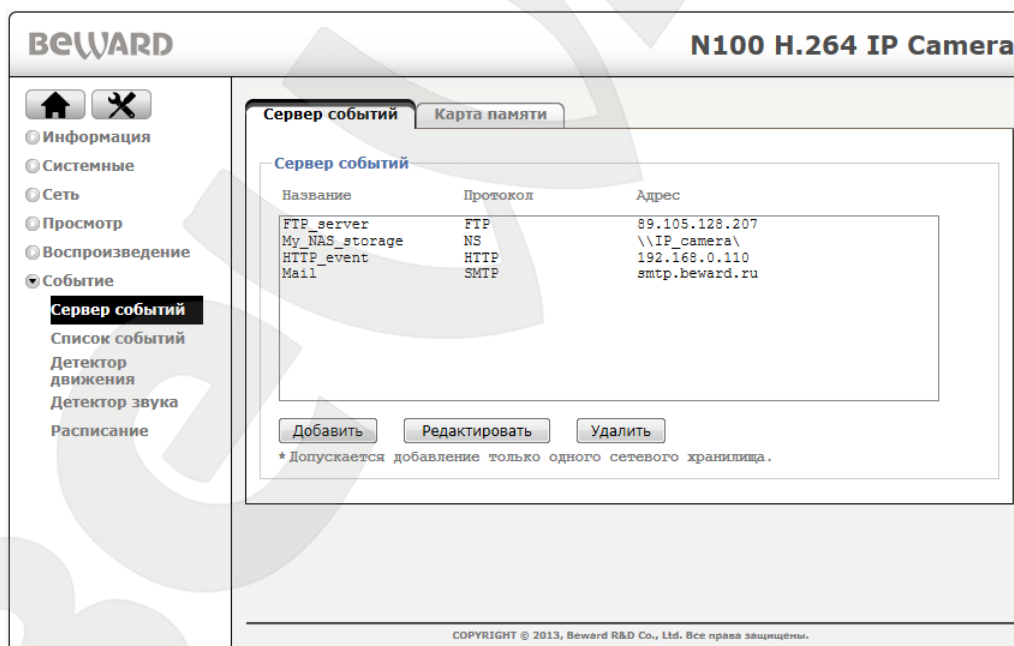 BEWARD
N100 H.264 IP Camera
Информация
Системные
Сеть
Просмотр
Воспроизведение
Событие
Сервер событий
Список событий
Детектор
движения
Детектор звука
Расписание
Сервер событий Карта памяти
Сервер событий
Название Протокол Адрес
FTP_server FTP 89.105.128.207
My_NAS_storage NS \\IP_camera\
HTTP_event HTTP 192.168.0.110
Mail SMTP smtp.beward.ru
Добавить Редактировать Удалить
* Допускается добавление только одного сетевого хранилища.
COPYRIGHT © 2013, Beward R&D Co., Ltd. Все права защищены.